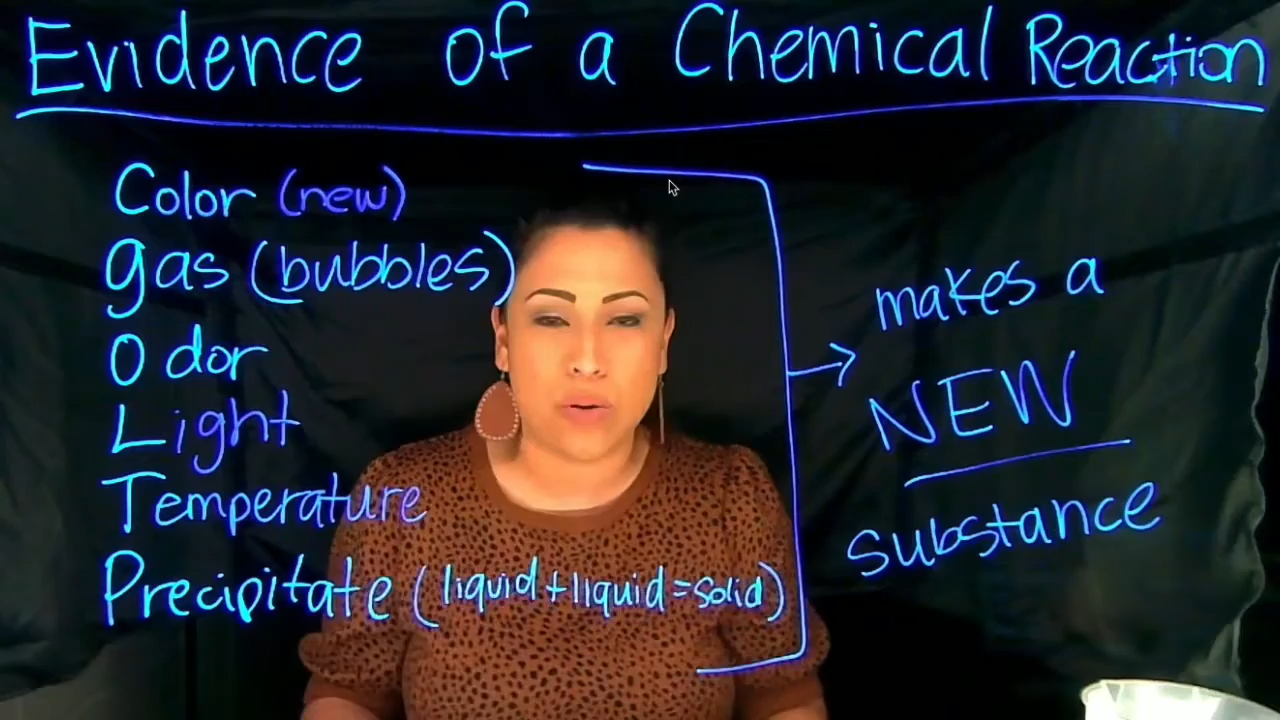 Evidence of a Chemical Reaction
Color (new)
gas (bubbles)
Odor
Light
Temperature
Precipitate (liquid + liquid = solid)
makes a
NEW
substance